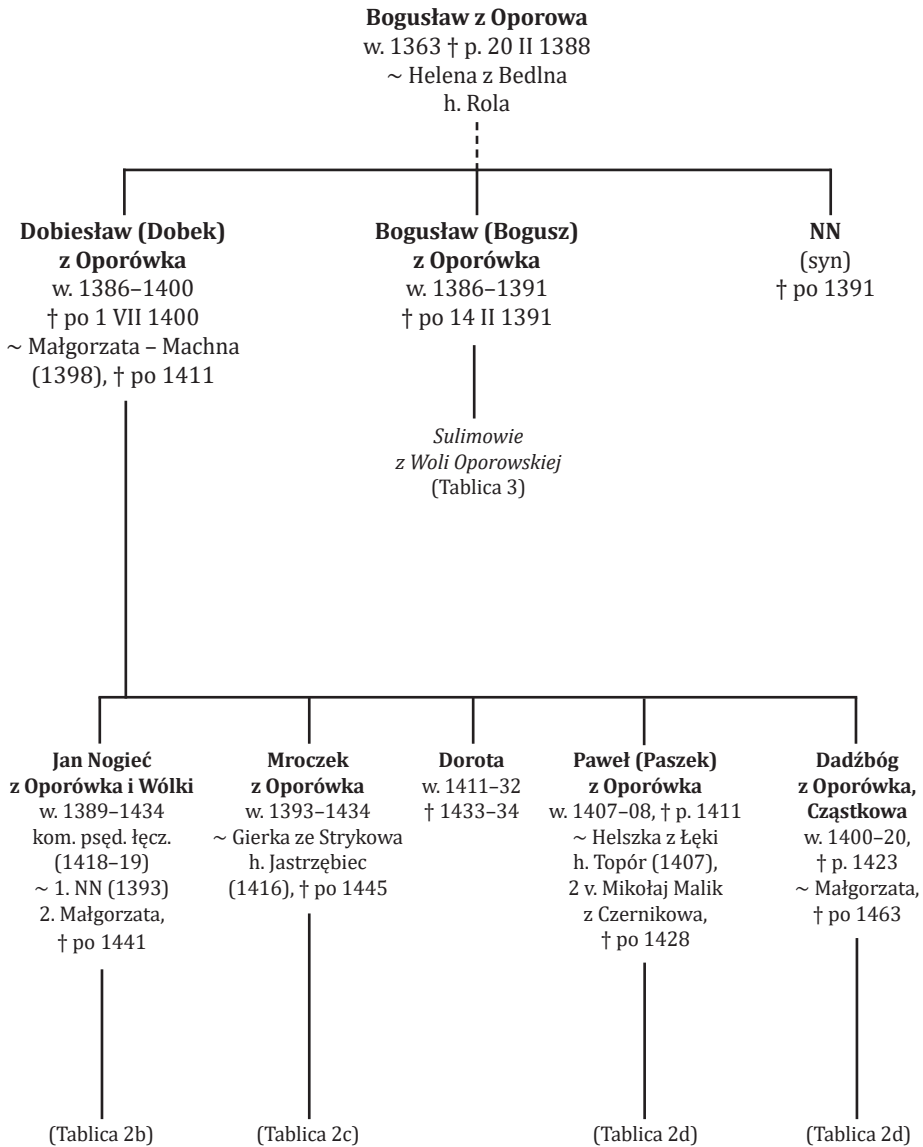 Bogusław z Oporowa
w. 1363 † p. 20 II 1388
~ Helena z Bedlna
h. Rola
Dobiesław (Dobek)
z Oporówka
w. 1386–1400
† po 1 VII 1400
~ Małgorzata – Machna
(1398), † po 1411
Bogusław (Bogusz)
z Oporówka
w. 1386–1391
† po 14 II 1391
NN
(syn)
† po 1391
Sulimowie
z Woli Oporowskiej
(Tablica 3)
Jan Nogieć
z Oporówka i Wólki
w. 1389–1434
kom. psęd. łęcz.
(1418–19)
~ 1. NN (1393)
2. Małgorzata,
† po 1441
Mroczek
z Oporówka
w. 1393–1434
~ Gierka ze Strykowa
h. Jastrzębiec
(1416), † po 1445
Dorota
w. 1411–32
† 1433–34
Paweł (Paszek)
z Oporówka
w. 1407–08, † p. 1411
~ Helszka z Łęki
h. Topór (1407),
2 v. Mikołaj Malik
z Czernikowa,
† po 1428
Dadźbóg
z Oporówka,
Cząstkowa
w. 1400–20,
† p. 1423
~ Małgorzata,
† po 1463
(Tablica 2b)
(Tablica 2c)
(Tablica 2d)
(Tablica 2d)